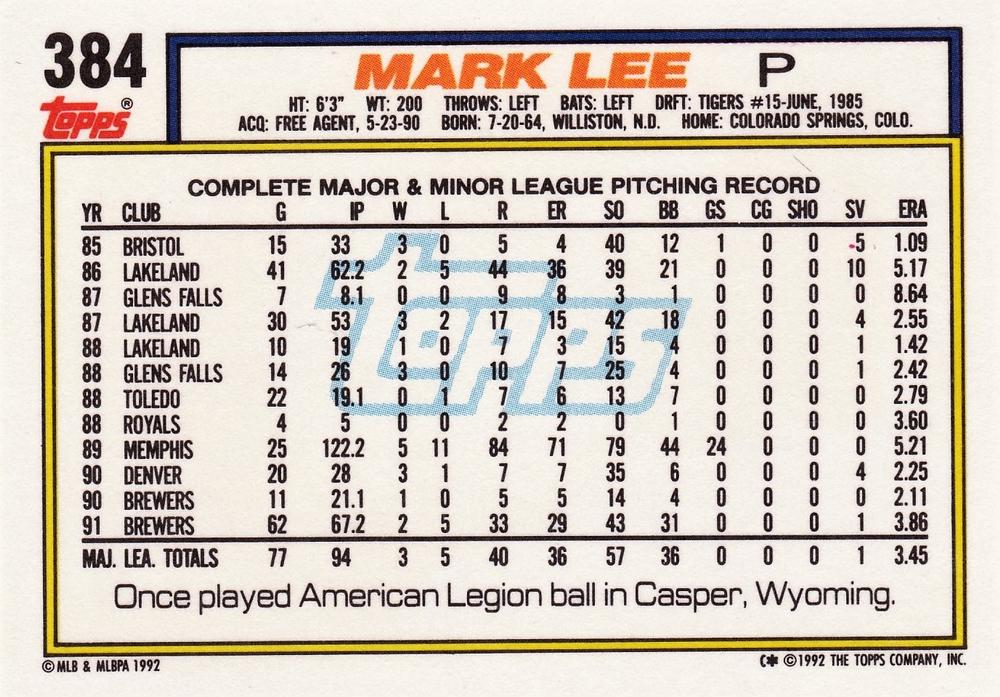 384
Topps®
MARK LEE P
HT: 6'3" WT: 200 THROWS: LEFT BATS: LEFT DRFT: TIGERS #15-JUNE, 1985
ACQ: FREE AGENT, 5-23-90 BORN: 7-20-64, WILLISTON, N.D. HOME: COLORADO SPRINGS, COLO.
COMPLETE MAJOR & MINOR LEAGUE PITCHING RECORD
YR CLUB G IP W L R ER SO BB GS CG SHO SV ERA
85 BRISTOL 15 33 3 0 5 4 40 12 1 0 0 5 1.09
86 LAKELAND 41 62.2 2 5 44 36 39 21 0 0 0 10 5.17
87 GLENS FALLS 7 8.1 0 0 9 8 3 1 0 0 0 0 8.64
87 LAKELAND 30 53 3 2 17 15 42 18 0 0 0 4 2.55
88 LAKELAND 10 19 1 0 7 3 15 4 0 0 0 1 1.42
88 GLENS FALLS 14 26 3 0 10 7 25 4 0 0 0 1 2.42
88 TOLEDO 22 19.1 0 1 7 6 13 7 0 0 0 0 2.79
88 ROYALS 4 5 0 0 2 2 0 1 0 0 0 0 3.60
89 MEMPHIS 25 122.2 5 11 84 71 79 44 24 0 0 0 5.21
90 DENVER 20 28 3 1 7 7 35 6 0 0 0 4 2.25
90 BREWERS 11 21.1 1 0 5 5 14 4 0 0 0 0 2.11
91 BREWERS 62 67.2 2 5 33 29 43 31 0 0 0 1 3.86
MAJ. LEA. TOTALS 77 94 3 5 40 36 57 36 0 0 0 1 3.45
Topps
Once played American Legion ball in Casper, Wyoming.
© MLB & MLBPA 1992 C* © 1992 THE TOPPS COMPANY, INC.